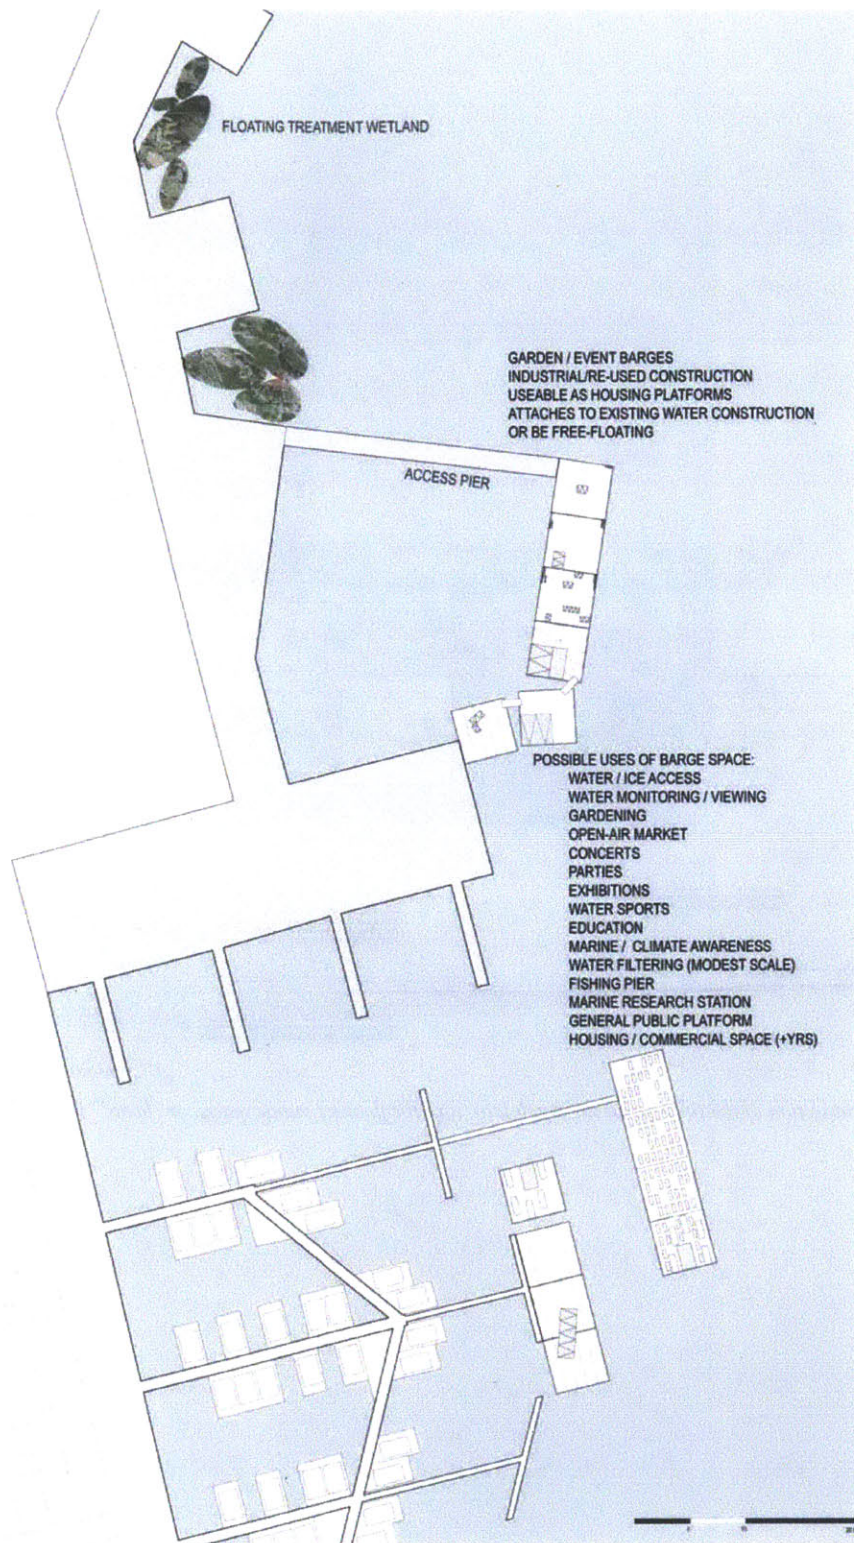 FLOATING TREATMENT WETLAND
GARDEN / EVENT BARGES
INDUSTRIAL/RE-USED CONSTRUCTION
USEABLE AS HOUSING PLATFORMS
ATTACHES TO EXISTING WATER CONSTRUCTION
OR BE FREE-FLOATING
ACCESS PIER
POSSIBLE USES OF BARGE SPACE:
WATER / ICE ACCESS
WATER MONITORING / VIEWING
GARDENING
OPEN-AIR MARKET
CONCERTS
PARTIES
EXHIBITIONS
WATER SPORTS
EDUCATION
MARINE / CLIMATE AWARENESS
WATER FILTERING (MODEST SCALE)
FISHING PIER
MARINE RESEARCH STATION
GENERAL PUBLIC PLATFORM
HOUSING / COMMERCIAL SPACE (+YRS)